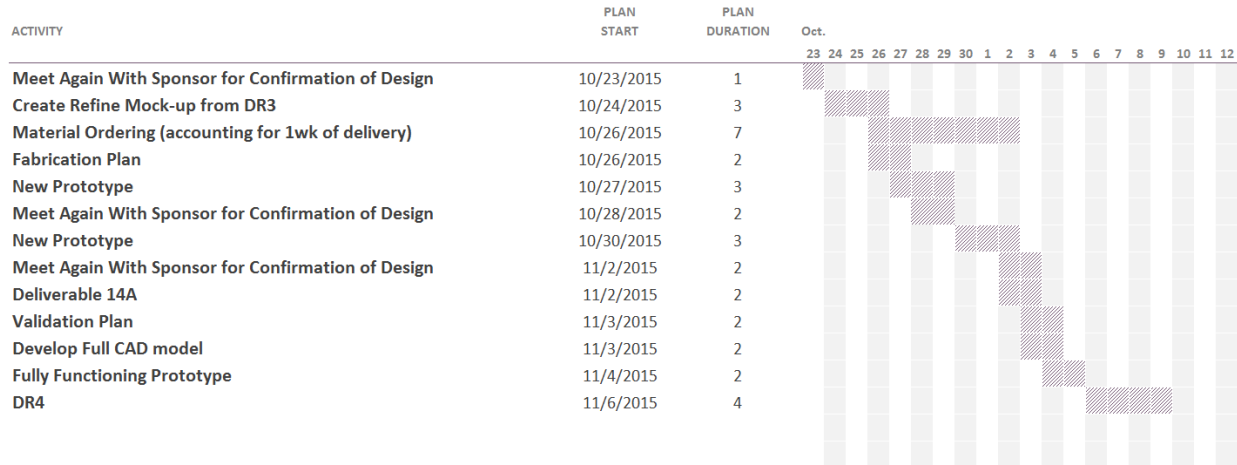 PLAN PLAN
ACTIVITY START DURATION Oct.
23 24 25 26 27 28 29 30 1 2 3 4 5 6 7 8 9 10 11 12
Meet Again With Sponsor for Confirmation of Design 10/23/2015 1
Create Refine Mock-up from DR3 10/24/2015 3
Material Ordering (accounting for 1wk of delivery) 10/26/2015 7
Fabrication Plan 10/26/2015 2
New Prototype 10/27/2015 3
Meet Again With Sponsor for Confirmation of Design 10/28/2015 2
New Prototype 10/30/2015 3
Meet Again With Sponsor for Confirmation of Design 11/2/2015 2
Deliverable 14A 11/2/2015 2
Validation Plan 11/3/2015 2
Develop Full CAD model 11/3/2015 2
Fully Functioning Prototype 11/4/2015 2
DR4 11/6/2015 4